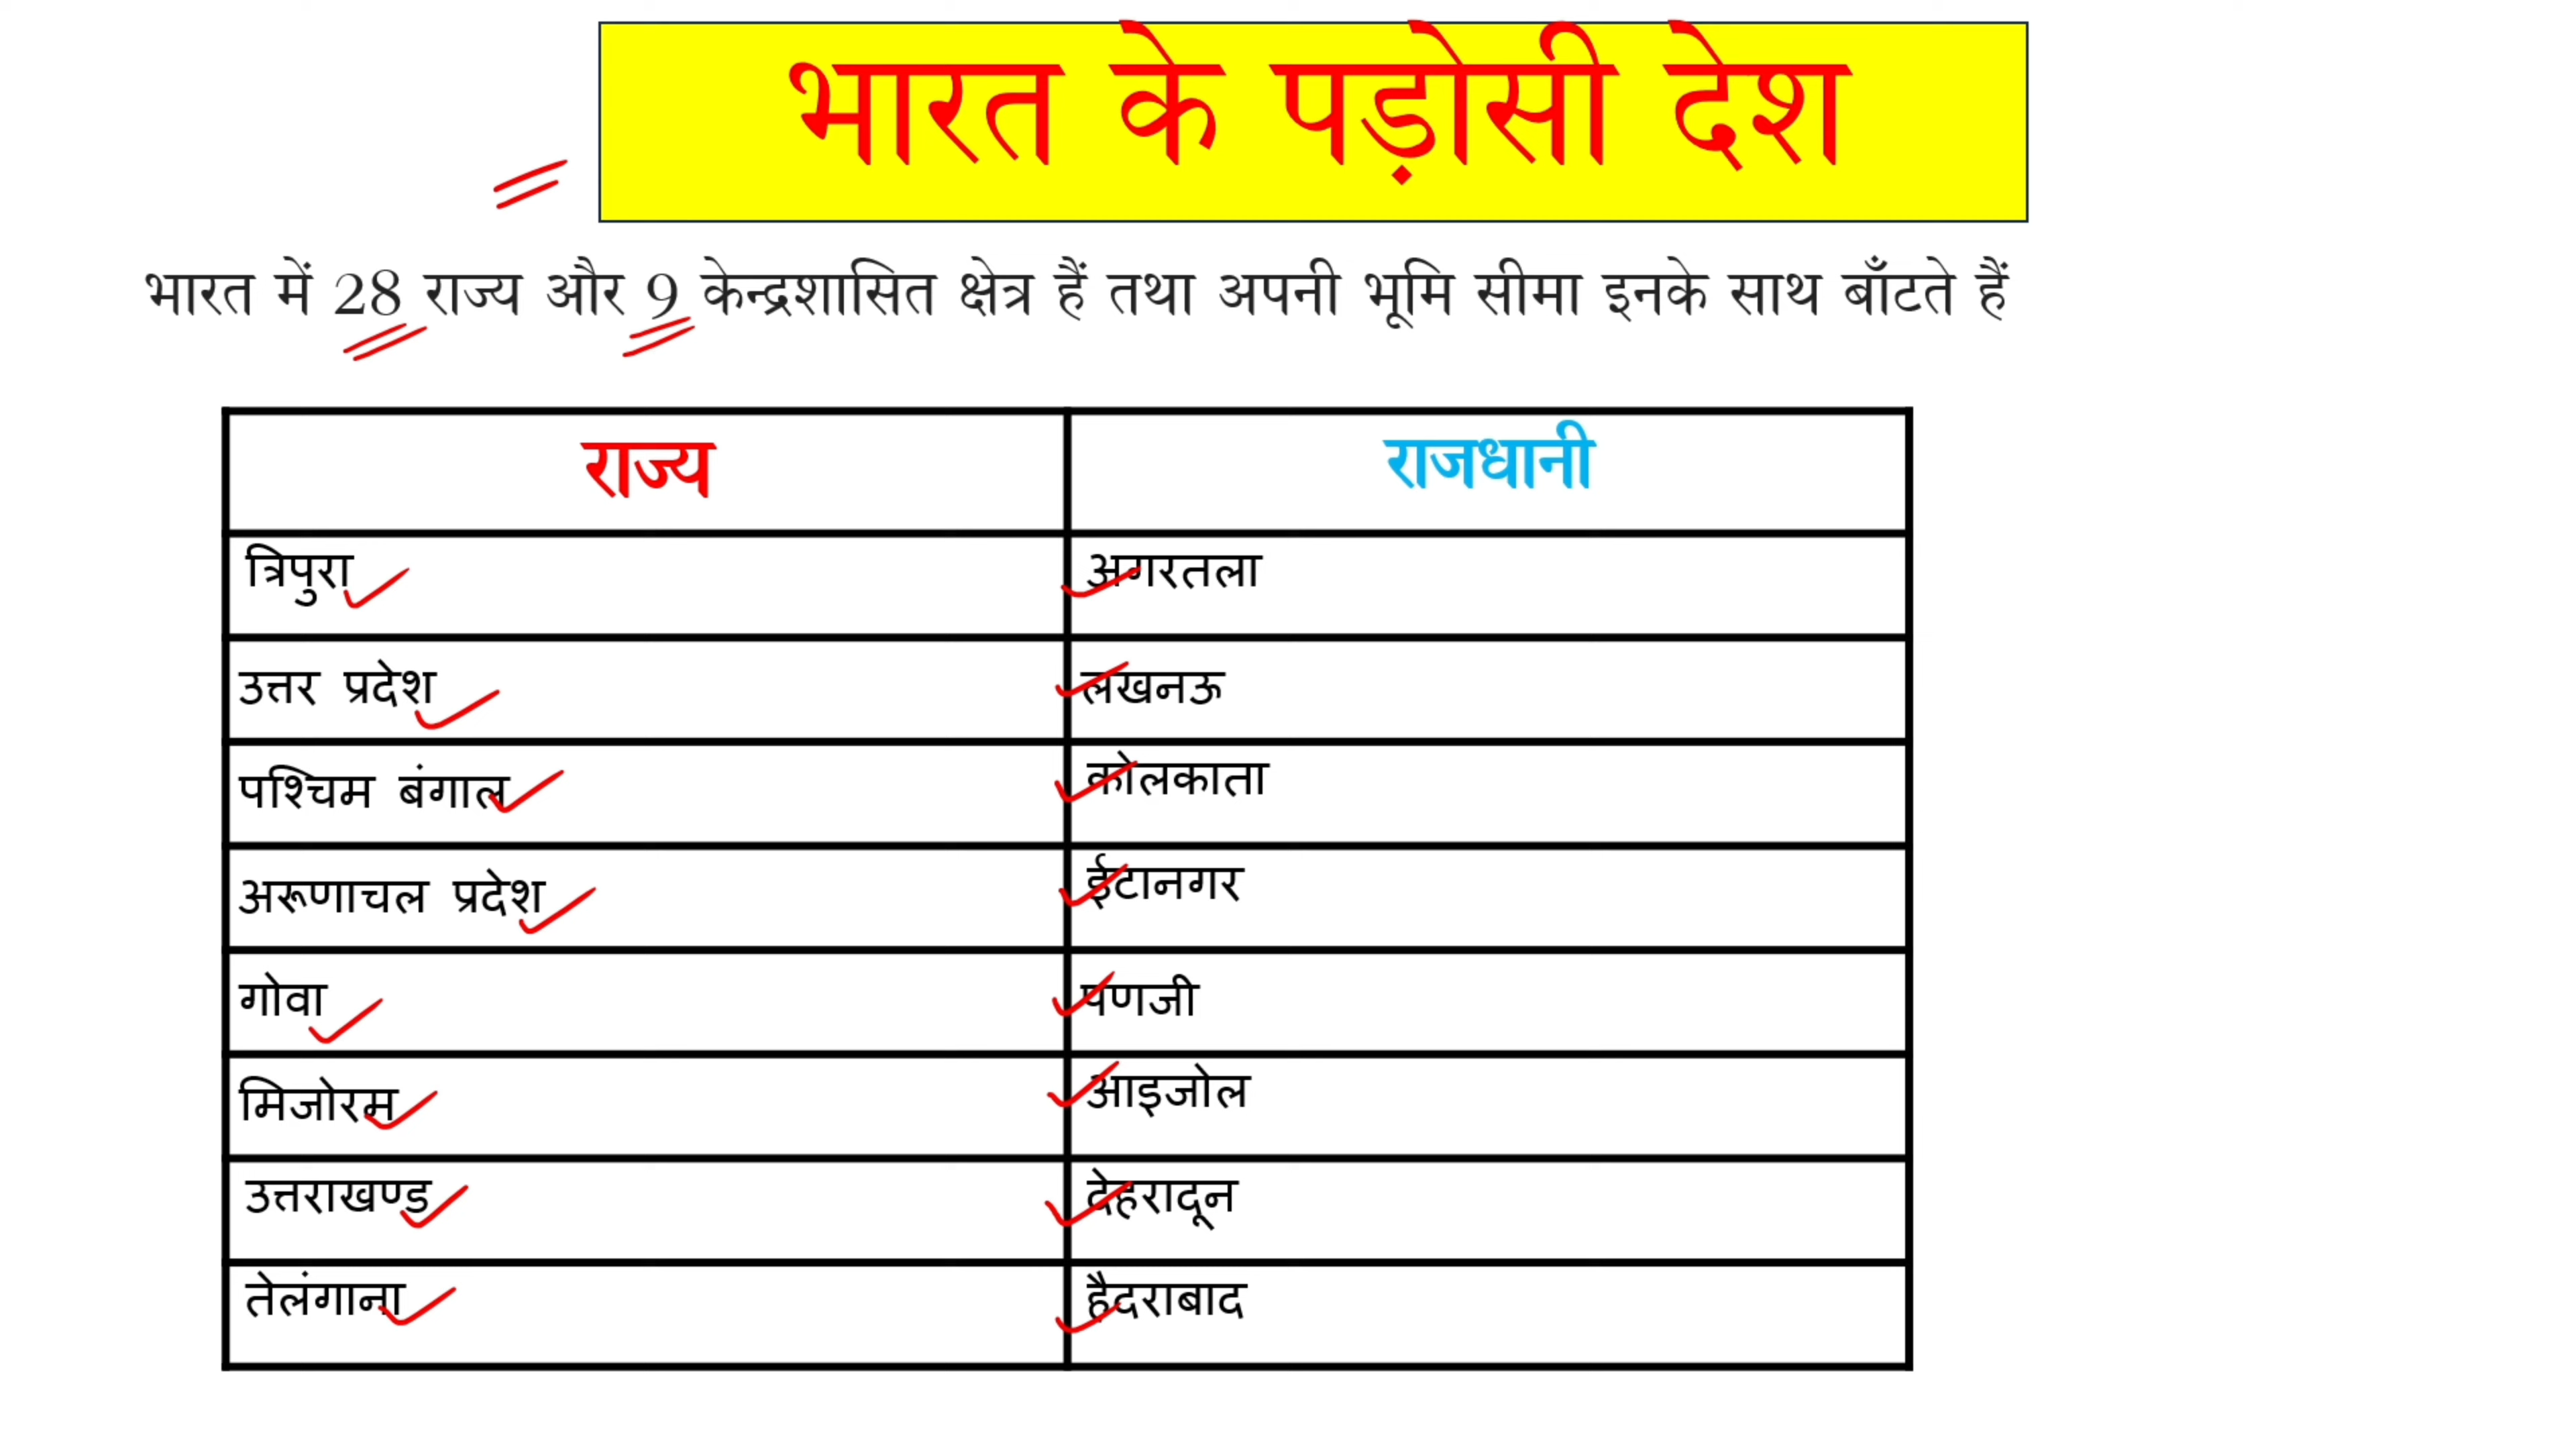 भारत के पड़ोसी देश
भारत में 28 राज्य और 9 केन्द्रशासित क्षेत्र हैं तथा अपनी भूमि सीमा इनके साथ बाँटते हैं
राज्य राजधानी
त्रिपुरा अगरतला
उत्तर प्रदेश लखनऊ
पश्चिम बंगाल कोलकाता
अरूणाचल प्रदेश ईटानगर
गोवा पणजी
मिजोरम आइजोल
उत्तराखण्ड देहरादून
तेलंगाना हैदराबाद